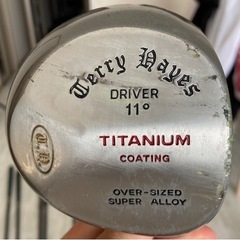 Terry Hayes
DRIVER
11°
TITANIUM
COATING
OVER-SIZED
SUPER ALLOY